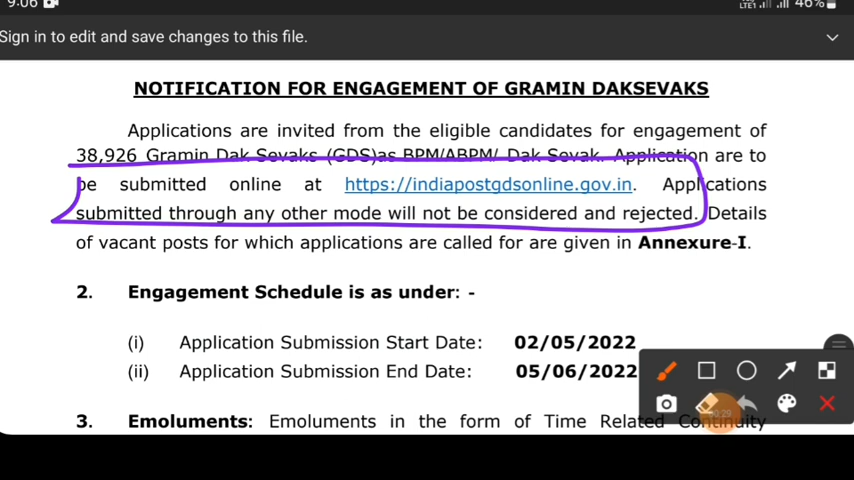 9:06
LTE1 46%
Sign in to edit and save changes to this file.
NOTIFICATION FOR ENGAGEMENT OF GRAMIN DAKSEVAKS
Applications are invited from the eligible candidates for engagement of
38,926 Gramin Dak Sevaks (GDS)as BPM/ABPM/ Dak Sevak. Application are to
be submitted online at https://indiapostgdsonline.gov.in. Applications
submitted through any other mode will not be considered and rejected. Details
of vacant posts for which applications are called for are given in Annexure-I.
2. Engagement Schedule is as under: -
(i) Application Submission Start Date: 02/05/2022
(ii) Application Submission End Date: 05/06/2022
00:29
3. Emoluments: Emoluments in the form of Time Related Continuity